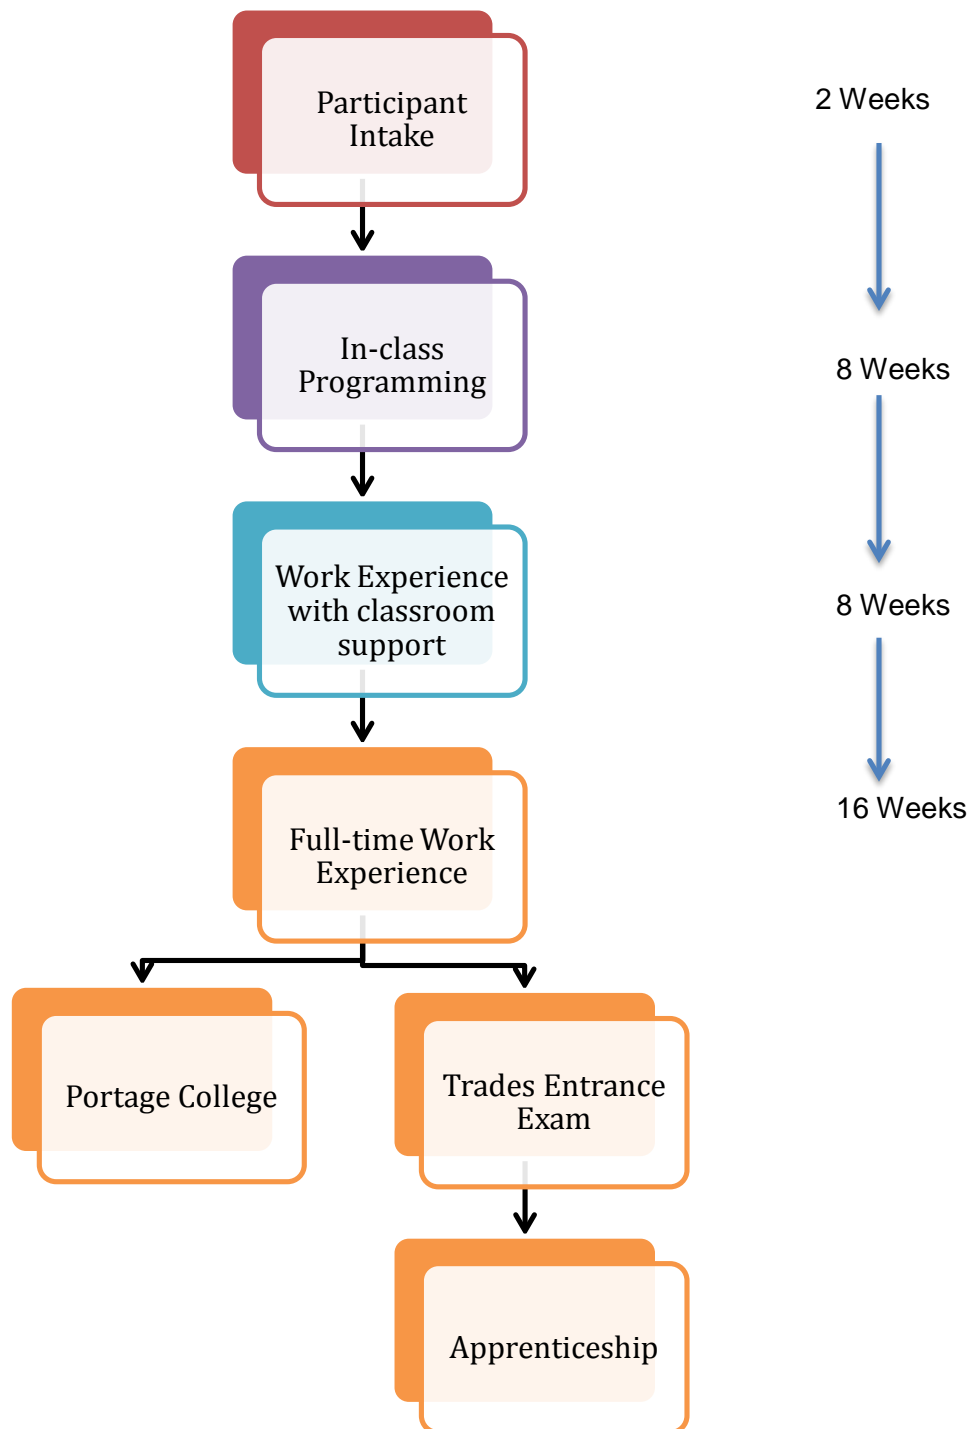 Participant
Intake
2 Weeks
In-class
Programming
8 Weeks
Work Experience
with classroom
support
8 Weeks
Full-time Work
Experience
16 Weeks
Portage College
Trades Entrance
Exam
Apprenticeship